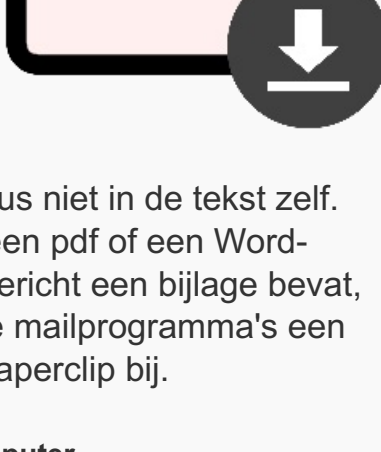 us niet in de tekst zelf.
een pdf of een Word-
ericht een bijlage bevat,
e mailprogramma's een
aperclip bij.